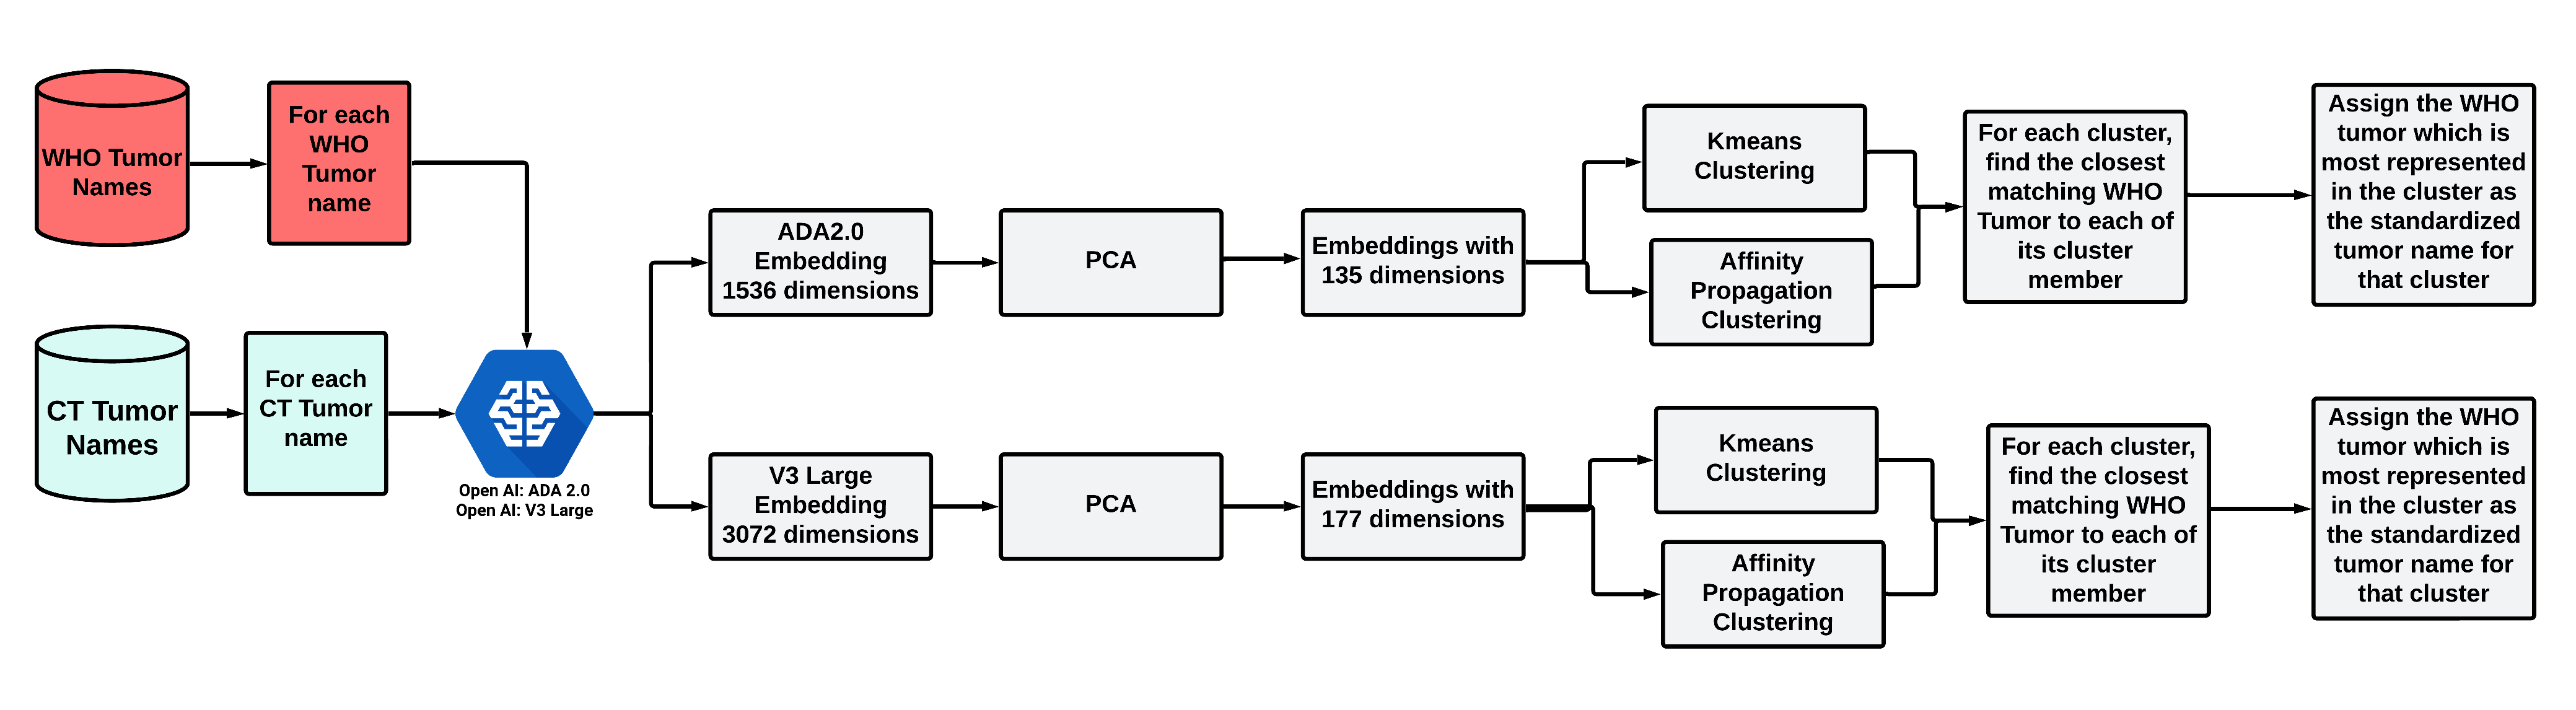 WHO Tumor
Names
For each
WHO
Tumor
name
CT Tumor
Names
For each
CT Tumor
name
Open AI: ADA 2.0
Open AI: V3 Large
ADA2.0
Embedding
1536 dimensions
PCA
Embeddings with
135 dimensions
Kmeans
Clustering
Affinity
Propagation
Clustering
For each cluster,
find the closest
matching WHO
Tumor to each of
its cluster
member
Assign the WHO
tumor which is
most represented
in the cluster as
the standardized
tumor name for
that cluster
V3 Large
Embedding
3072 dimensions
PCA
Embeddings with
177 dimensions
Kmeans
Clustering
Affinity
Propagation
Clustering
For each cluster,
find the closest
matching WHO
Tumor to each of
its cluster
member
Assign the WHO
tumor which is
most represented
in the cluster as
the standardized
tumor name for
that cluster